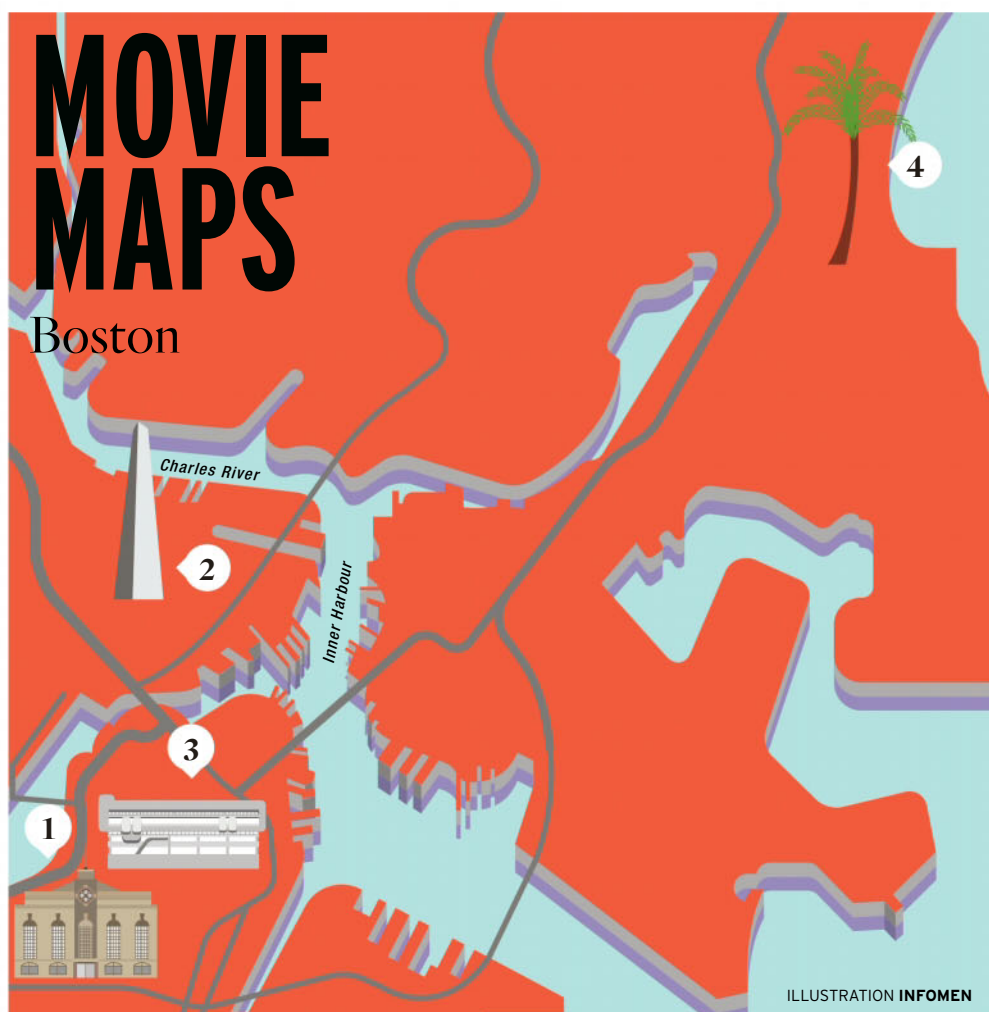 MOVIE
MAPS
Boston
4
Charles River
2
Inner Harbour
3
1
ILLUSTRATION INFOMEN